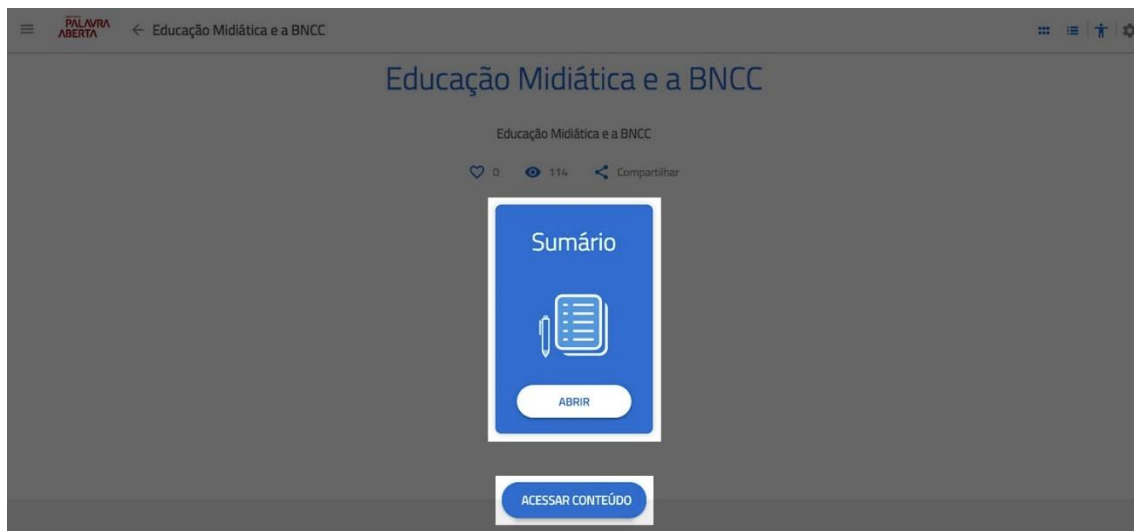 PALAVRA
ABERTA
Educação Midiática e a BNCC
Educação Midiática e a BNCC
Educação Midiática e a BNCC
0 114 Compartilhar
Sumário
ABRIR
ACESSAR CONTEÚDO